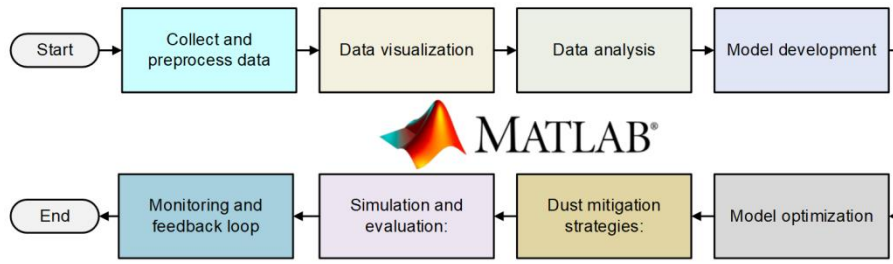 Start
Collect and
preprocess data
Data visualization
Data analysis
Model development
MATLAB®
End
Monitoring and
feedback loop
Simulation and
evaluation:
Dust mitigation
strategies:
Model optimization